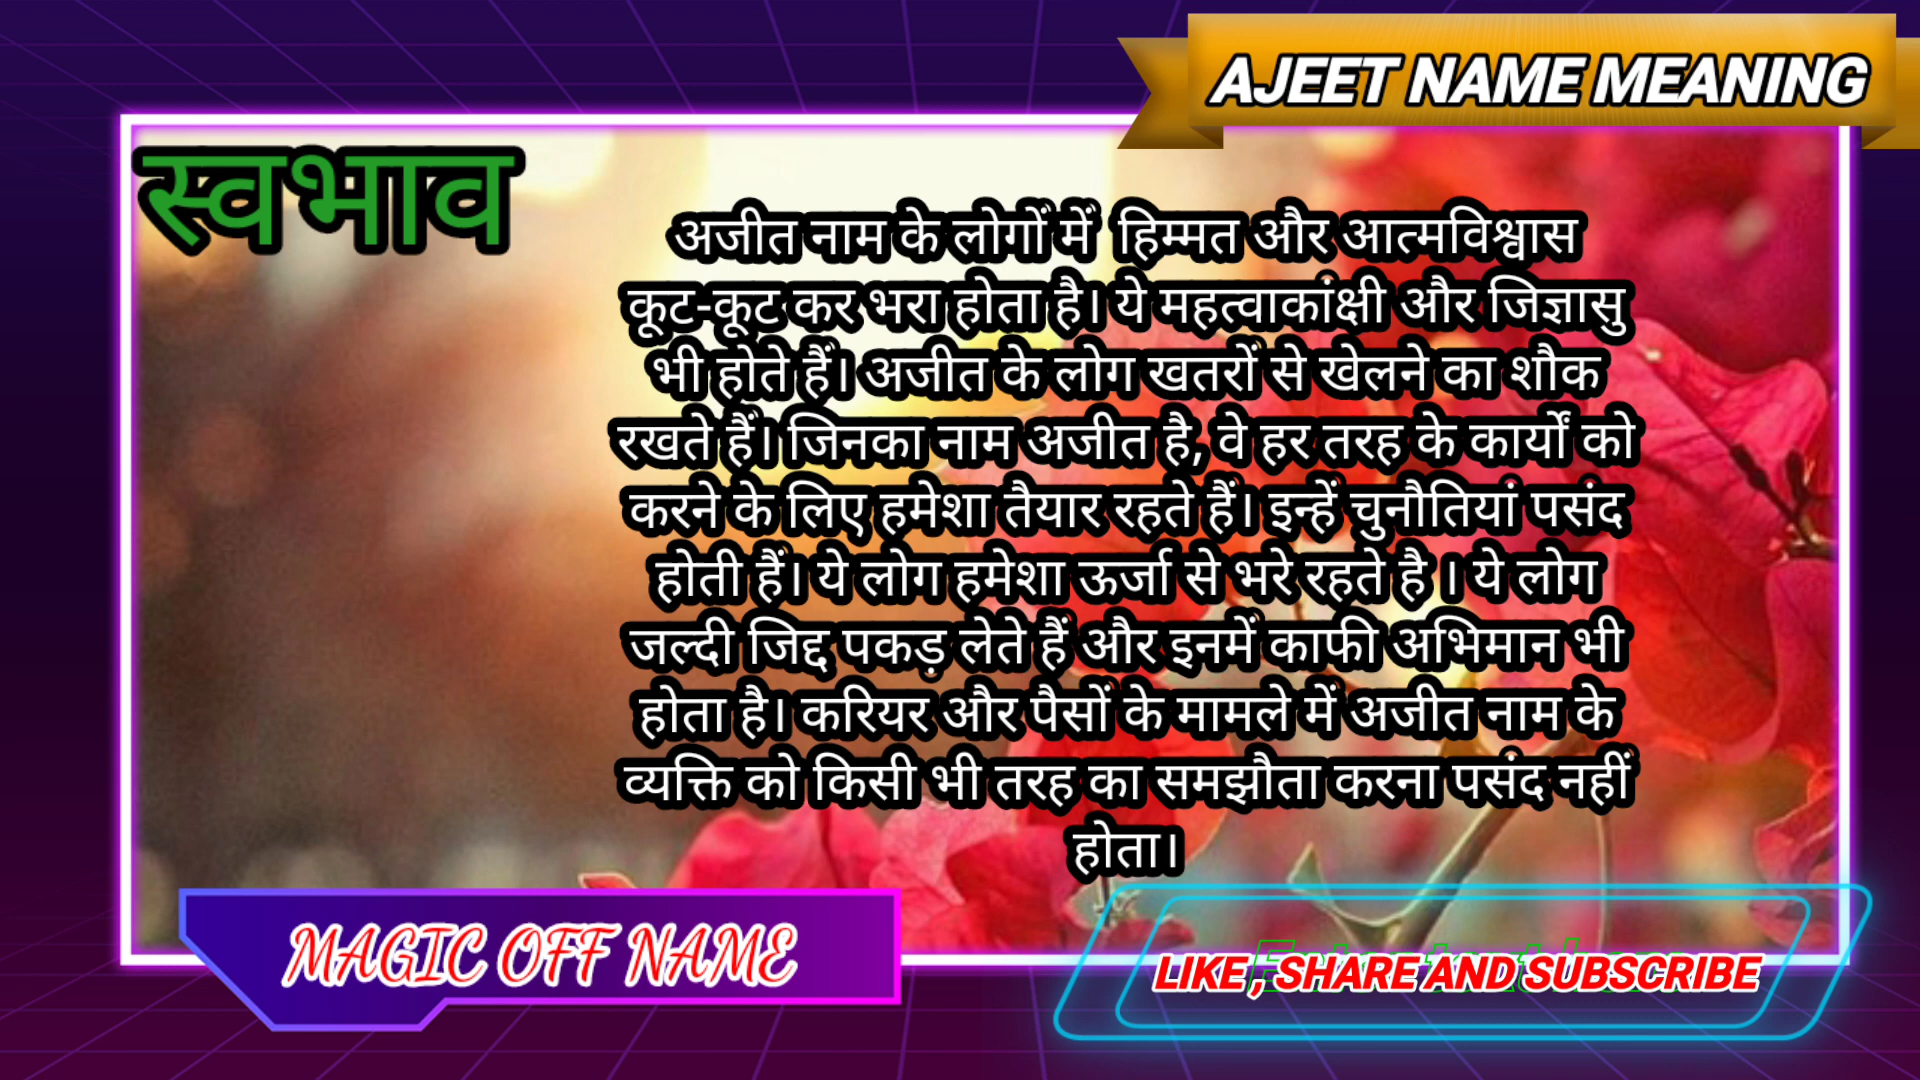 AJEET NAME MEANING
स्वभाव
अजीत नाम के लोगों में हिम्मत और आत्मविश्वास
कूट-कूट कर भरा होता है। ये महत्वाकांक्षी और जिज्ञासु
भी होते हैं। अजीत के लोग खतरों से खेलने का शौक
रखते हैं। जिनका नाम अजीत है, वे हर तरह के कार्यों को
करने के लिए हमेशा तैयार रहते हैं। इन्हें चुनौतियां पसंद
होती हैं। ये लोग हमेशा ऊर्जा से भरे रहते है । ये लोग
जल्दी जिद्द पकड़ लेते हैं और इनमें काफी अभिमान भी
होता है। करियर और पैसों के मामले में अजीत नाम के
व्यक्ति को किसी भी तरह का समझौता करना पसंद नहीं
होता।
MAGIC OFF NAME
LIKE , SHARE AND SUBSCRIBE